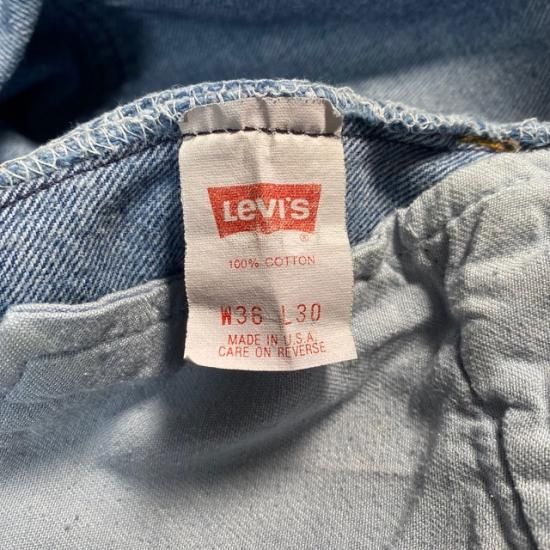 Levi's
®
100% COTTON
W36 L30
MADE IN U.S.A.
CARE ON REVERSE